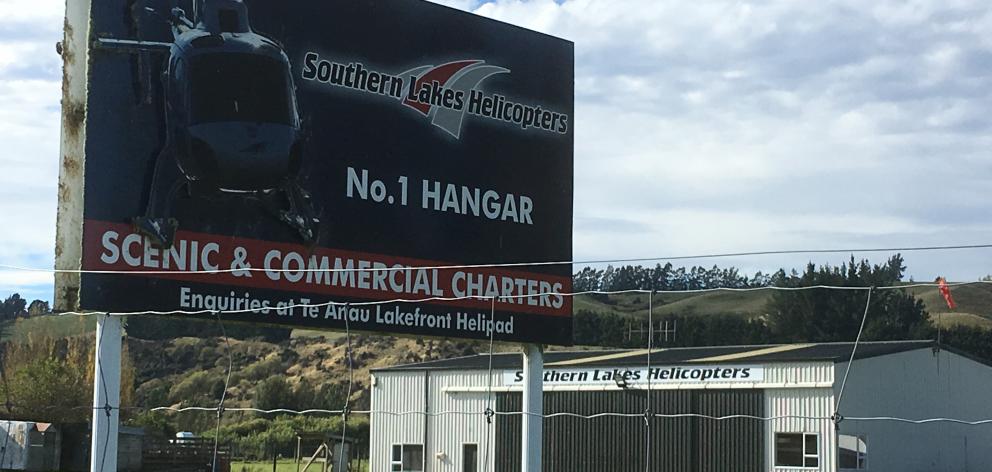 Southern Lakes Helicopters
No.1 HANGAR
SCENIC & COMMERCIAL CHARTERS
Enquiries at Te Anau Lakefront Helipad
Southern Lakes Helicopters